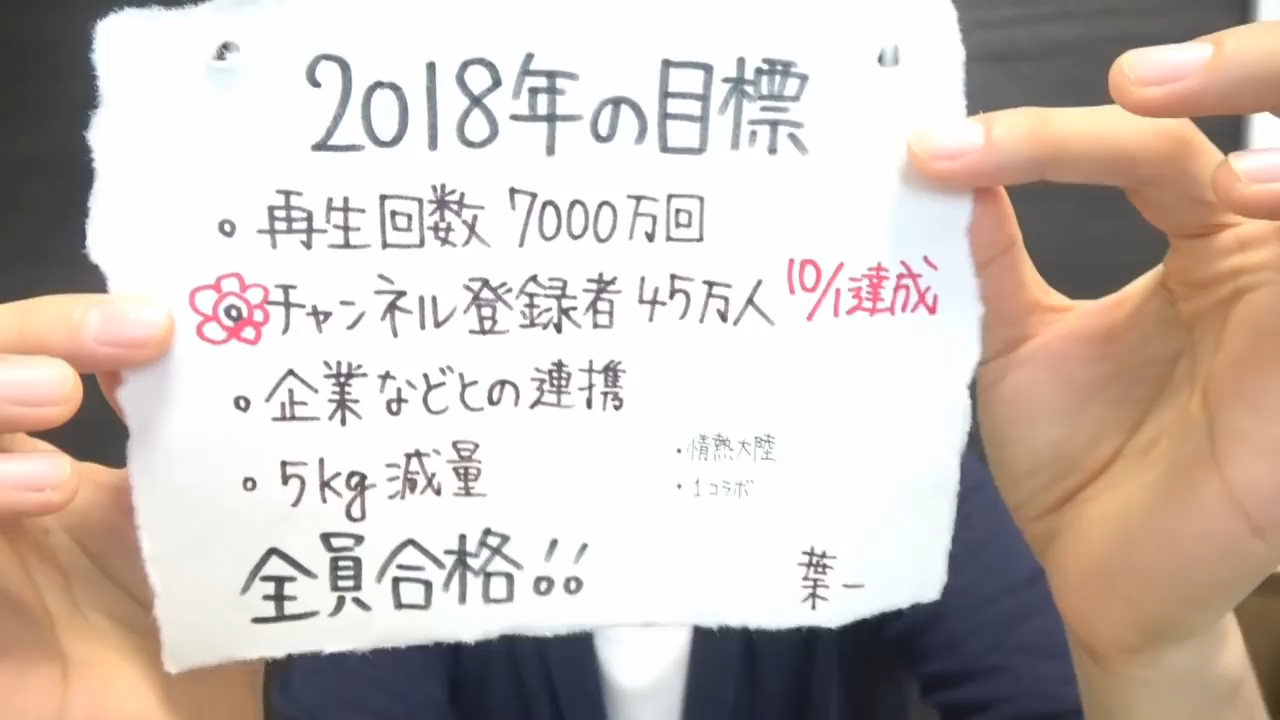 2018年の目標
。再生回数 7000万回
。チャンネル登録者 45万人 10/1達成
。企業などとの連携
。5kg減量
・情熱大陸
・1コラボ
全員合格!!
葉一